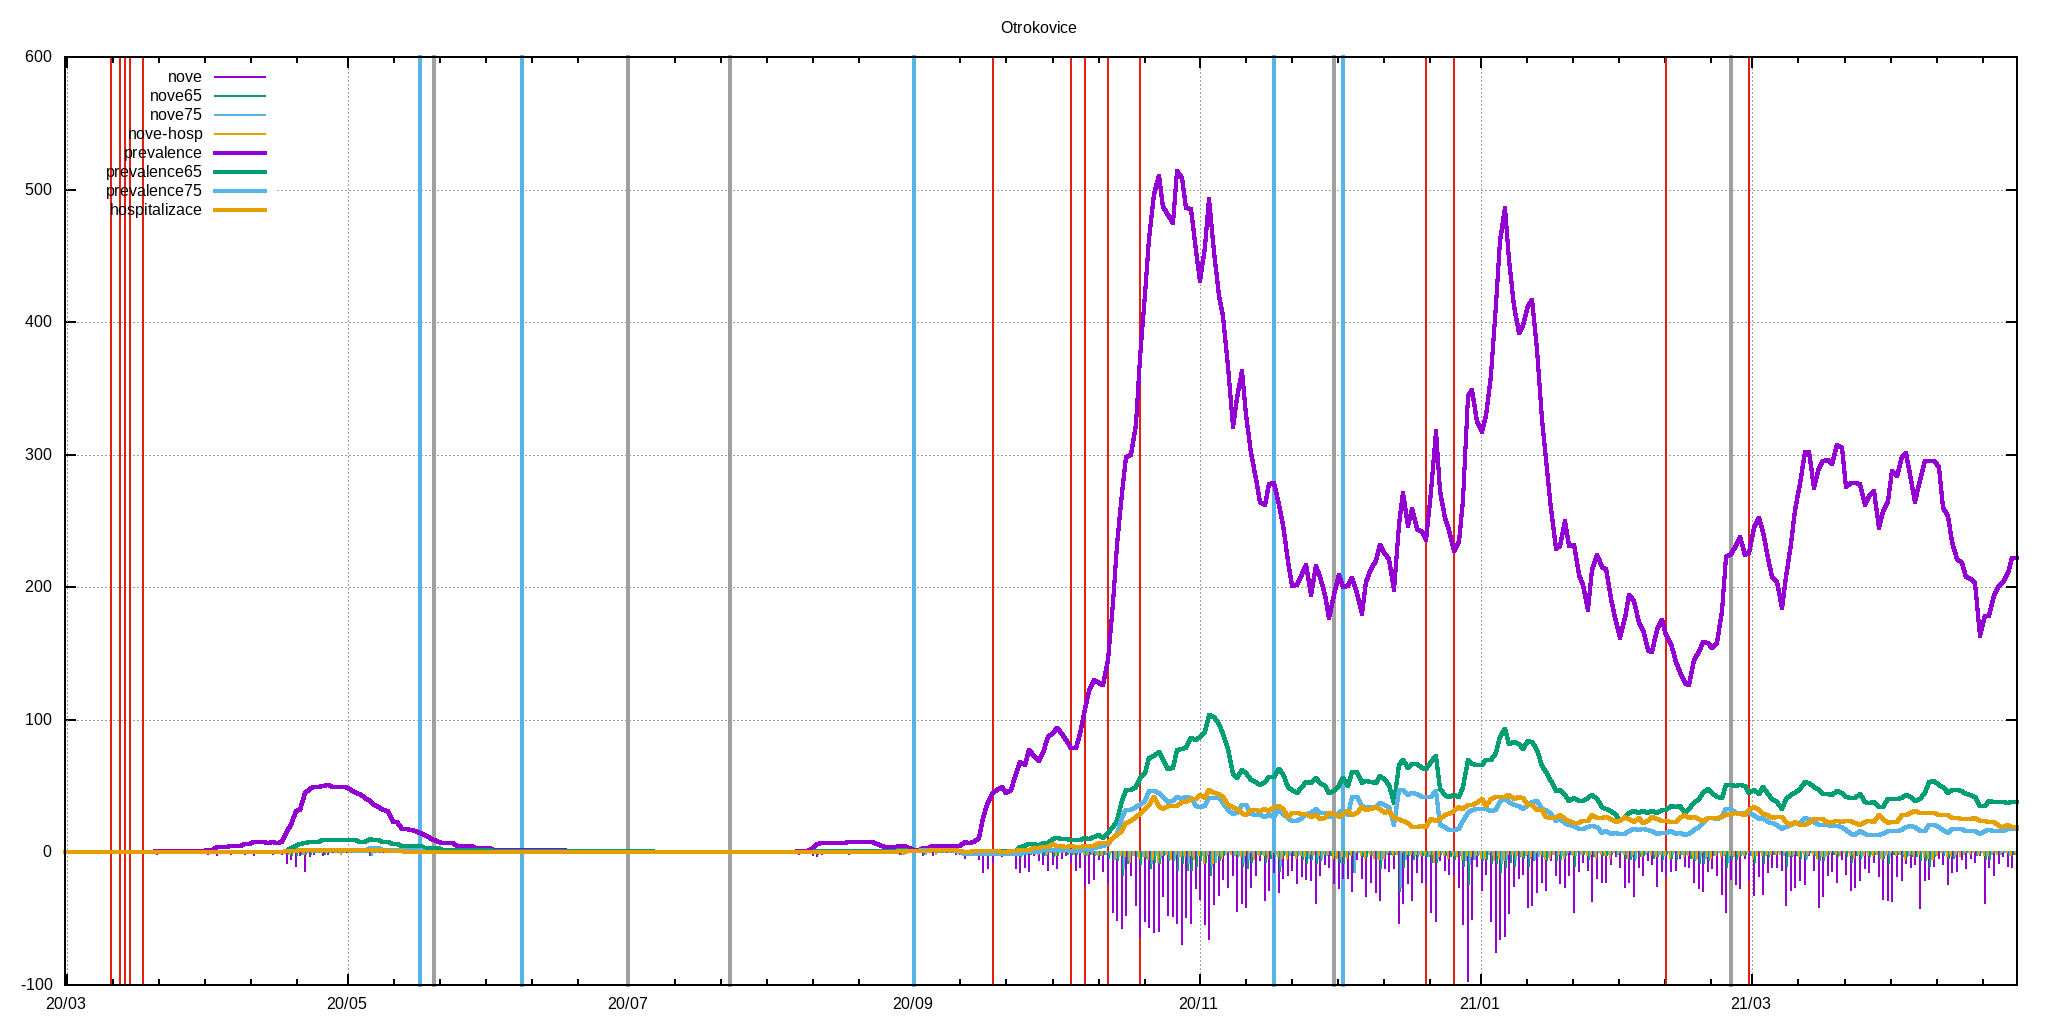 Otrokovice
600
500
400
300
200
100
0
-100
nove
nove65
nove75
nove-hosp
prevalence
prevalence65
prevalence75
hospitalizace
20/03 20/05 20/07 20/09 20/11 21/01 21/03